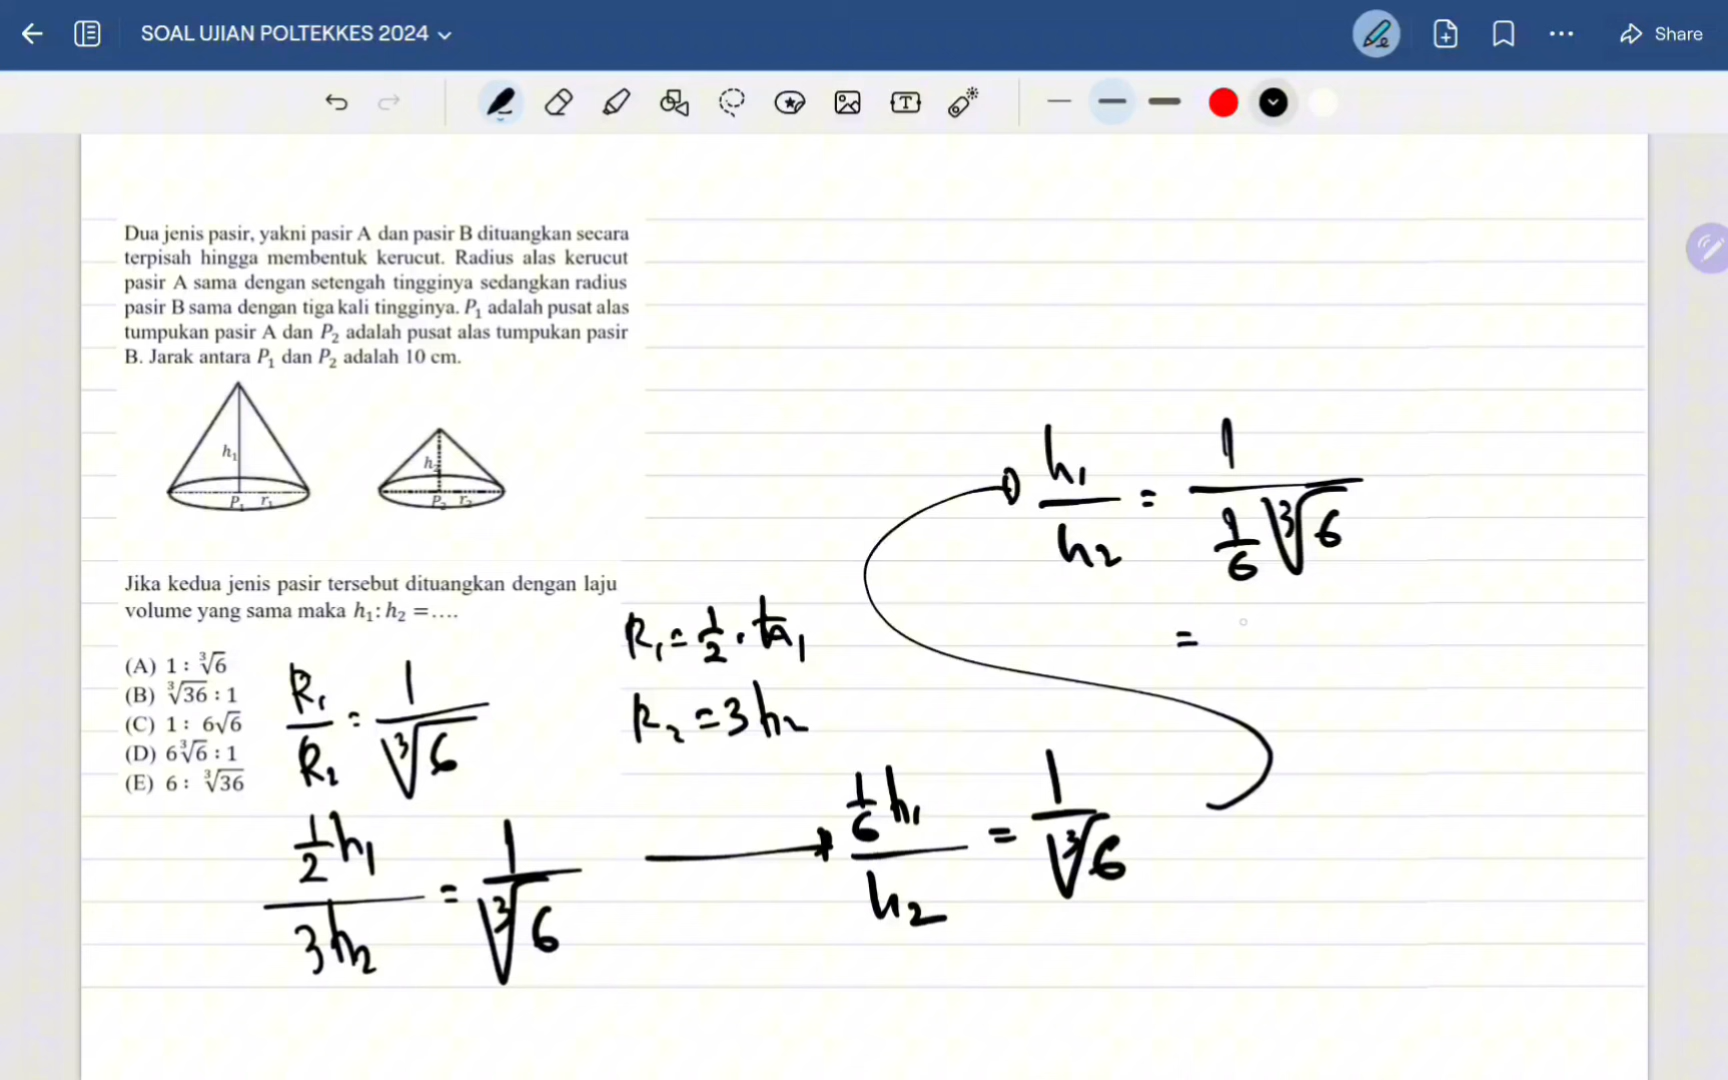 SOAL UJIAN POLTEKKES 2024
Share
Dua jenis pasir, yakni pasir A dan pasir B dituangkan secara
terpisah hingga membentuk kerucut. Radius alas kerucut
pasir A sama dengan setengah tingginya sedangkan radius
pasir B sama dengan tiga kali tingginya. P₁ adalah pusat alas
tumpukan pasir A dan P₂ adalah pusat alas tumpukan pasir
B. Jarak antara P₁ dan P₂ adalah 10 cm.
h₁
P₁ r₁
h₂
P₂ r₂
Jika kedua jenis pasir tersebut dituangkan dengan laju
volume yang sama maka h₁: h₂ =....
(A) 1 : ∛6
(B) ∛36 : 1
(C) 1 : 6√6
(D) 6∛6 : 1
(E) 6 : ∛36
R₁/R₂ = 1/∛6
½h₁/3h₂ = 1/∛6
R₁ = ½ . h₁
R₂ = 3h₂
⅙h₁/h₂ = 1/∛6
h₁/h₂ = 1/(⅙∛6)
=